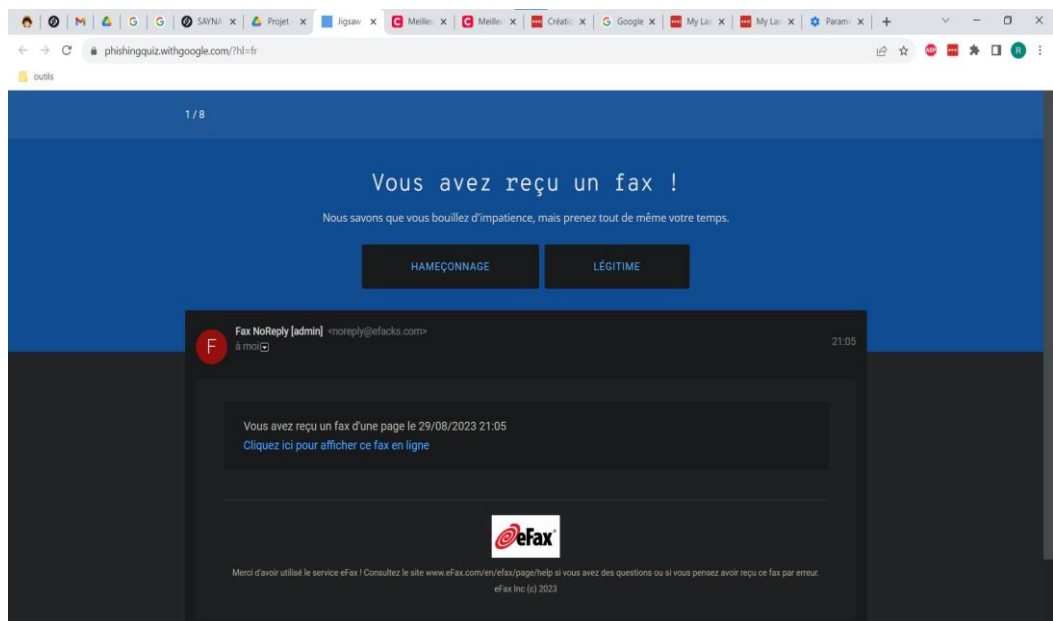 SAYNA
Projet
Jigsaw
Meilleu
Meilleu
Créatio
Google
My Las
My Las
Paramè
phishingquiz.withgoogle.com/?hl=fr
ABP
R
outils
1 / 8
Vous avez reçu un fax !
Nous savons que vous bouillez d'impatience, mais prenez tout de même votre temps.
HAMEÇONNAGE LÉGITIME
F
Fax NoReply [admin] <noreply@efacks.com>
à moi
21:05
Vous avez reçu un fax d'une page le 29/08/2023 21:05
Cliquez ici pour afficher ce fax en ligne
eFax
Merci d'avoir utilisé le service eFax ! Consultez le site www.eFax.com/en/efax/page/help si vous avez des questions ou si vous pensez avoir reçu ce fax par erreur.
eFax Inc (c) 2023